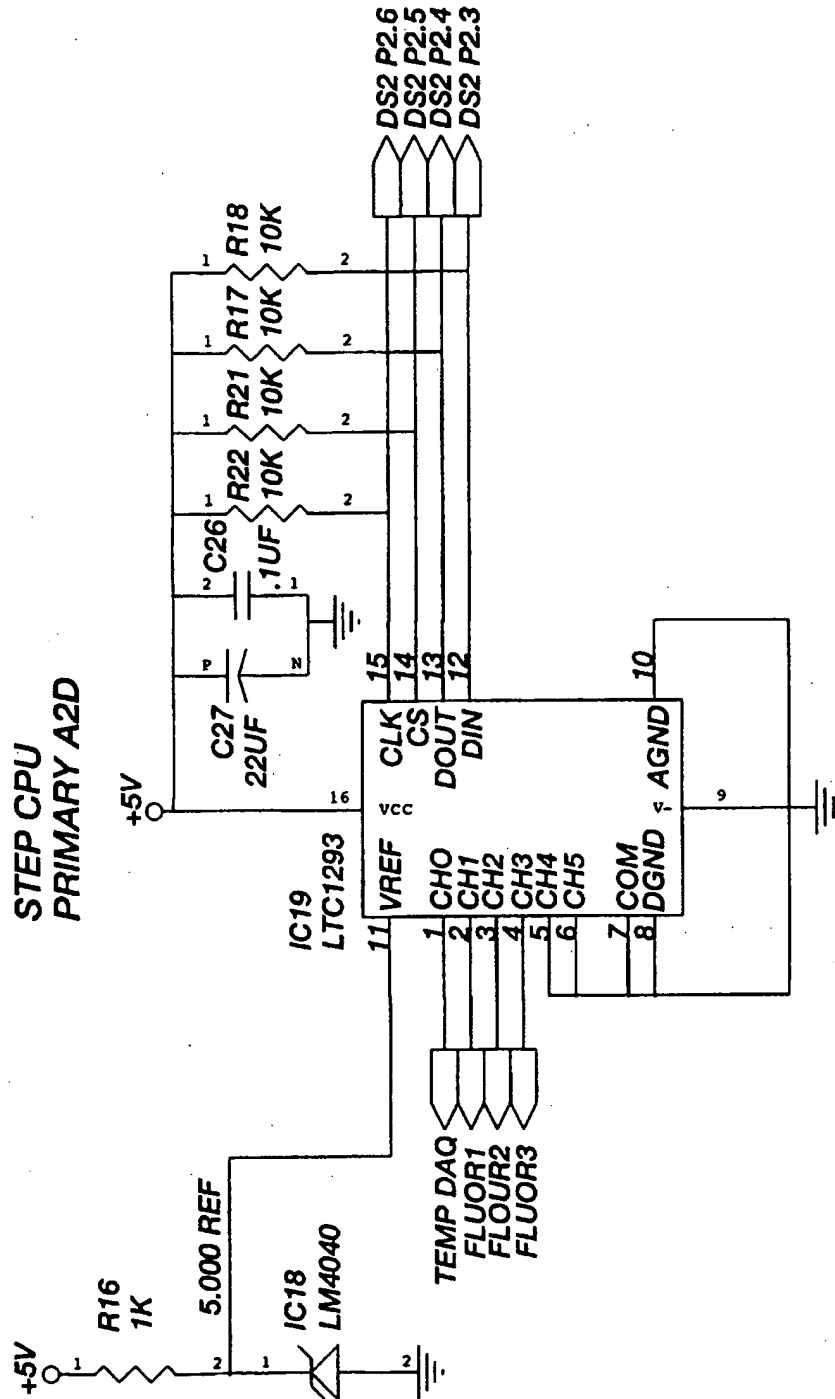 STEP CPU
PRIMARY A2D
+5V
R16
1K
5.000 REF
IC18
LM4040
1
2
1
2
+5V
IC19
LTC1293
C27
22UF
P
N
C26
.1UF
2
1
R22
10K
1
2
R21
10K
1
2
R17
10K
1
2
R18
10K
1
2
16
VCC
11
VREF
1
CHO
2
CH1
3
CH2
4
CH3
5
CH4
6
CH5
7
COM
8
DGND
15
CLK
14
CS
13
DOUT
12
DIN
10
AGND
9
V-
TEMP DAQ
FLUOR1
FLOUR2
FLUOR3
DS2 P2.6
DS2 P2.5
DS2 P2.4
DS2 P2.3